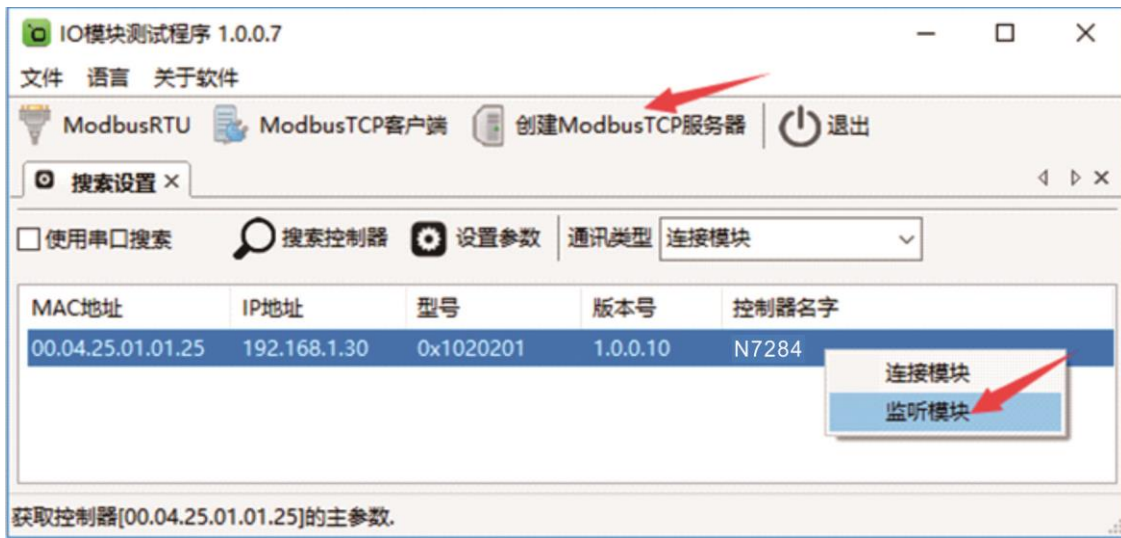 IO模块测试程序 1.0.0.7
文件 语言 关于软件
ModbusRTU ModbusTCP客户端 创建ModbusTCP服务器 退出
搜索设置
使用串口搜索 搜索控制器 设置参数 通讯类型 连接模块
MAC地址 IP地址 型号 版本号 控制器名字
00.04.25.01.01.25 192.168.1.30 0x1020201 1.0.0.10 N7284
连接模块
监听模块
获取控制器[00.04.25.01.01.25]的主参数.